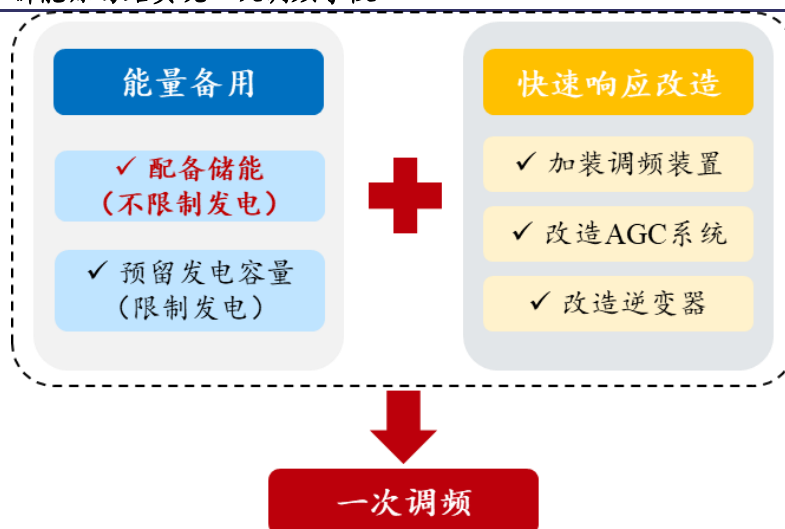 能量备用
✓ 配备储能
（不限制发电）
✓ 预留发电容量
（限制发电）
快速响应改造
✓ 加装调频装置
✓ 改造AGC系统
✓ 改造逆变器
一次调频